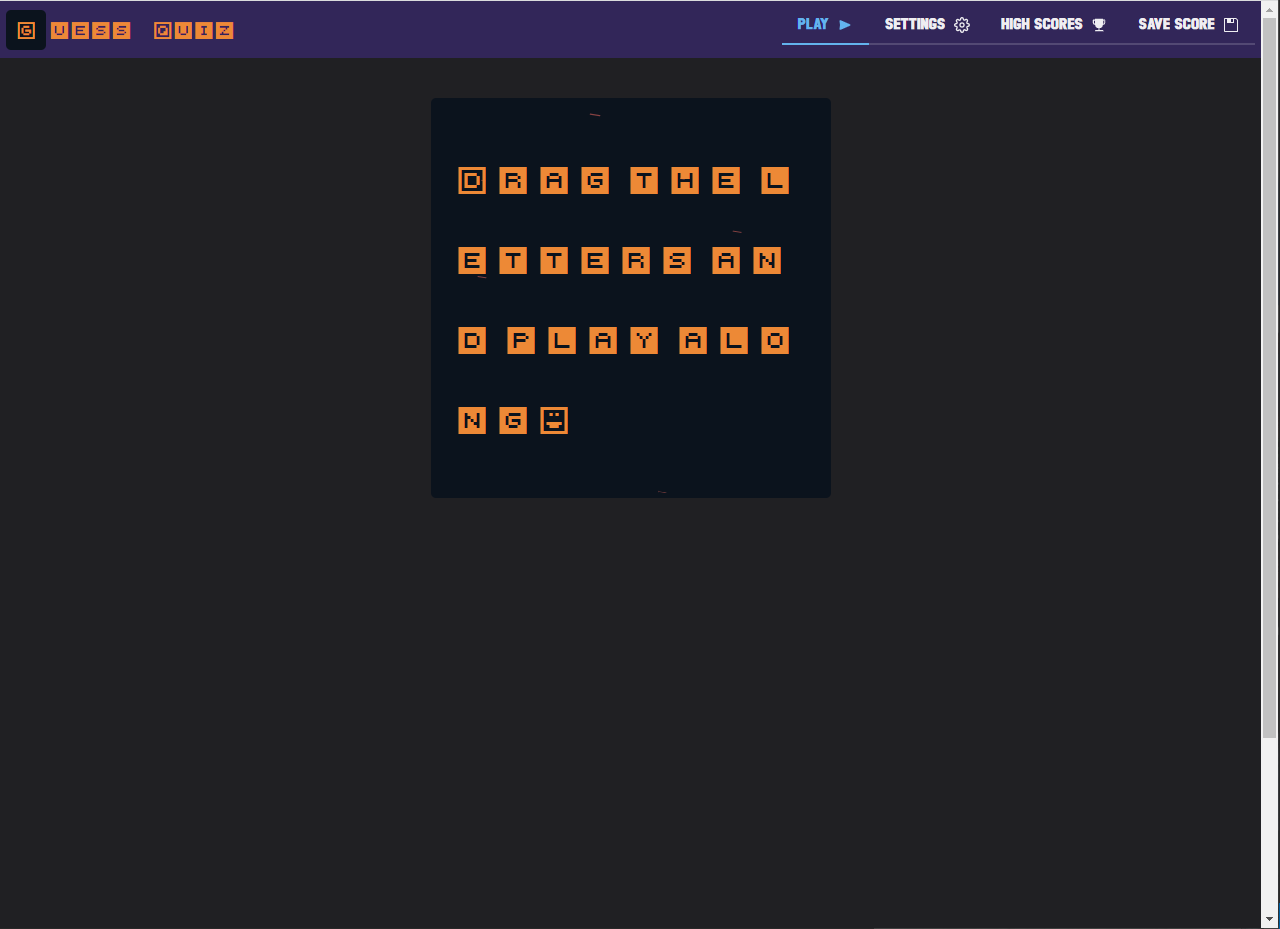 GUESS QUIZ
PLAY SETTINGS HIGH SCORES SAVE SCORE
DRAG THE L
ETTERS AN
D PLAY ALO
NG